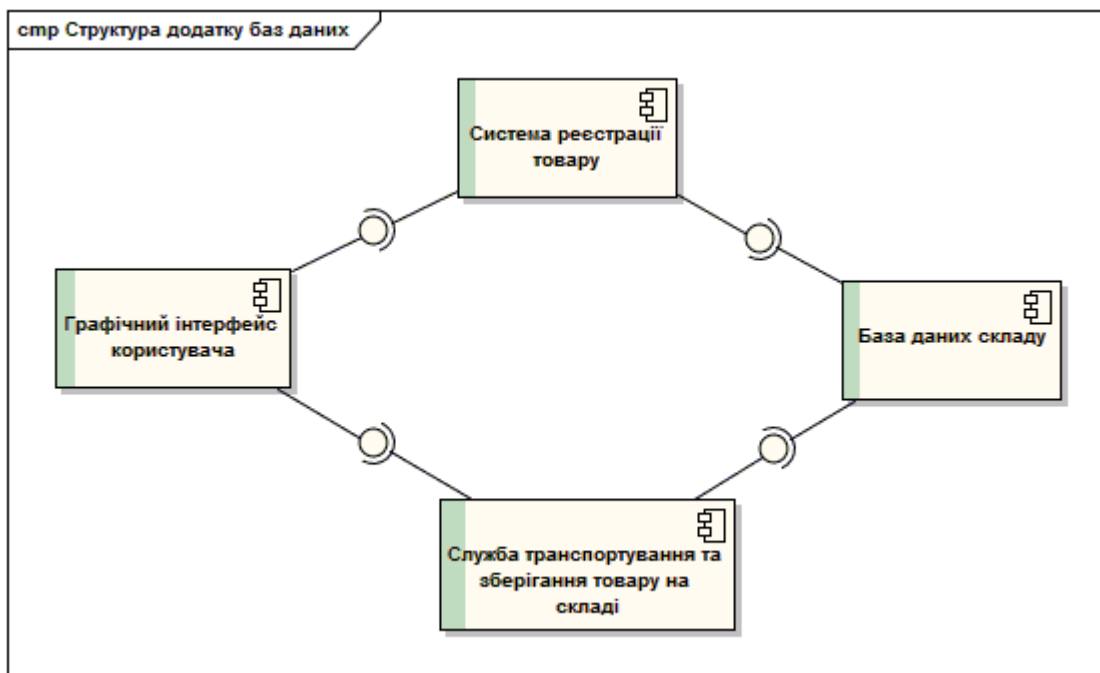 cmp Структура додатку баз даних
Система реєстрації
товару
Графічний інтерфейс
користувача
База даних складу
Служба транспортування та
зберігання товару на
складі